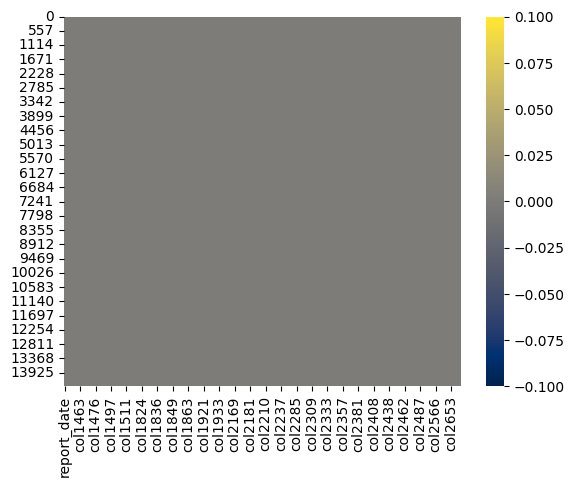 0
557
1114
1671
2228
2785
3342
3899
4456
5013
5570
6127
6684
7241
7798
8355
8912
9469
10026
10583
11140
11697
12254
12811
13368
13925
report_date
col1463
col1476
col1497
col1511
col1824
col1836
col1849
col1863
col1921
col1933
col2169
col2181
col2210
col2237
col2285
col2309
col2333
col2357
col2381
col2408
col2438
col2462
col2487
col2566
col2653
0.100
0.075
0.050
0.025
0.000
−0.025
−0.050
−0.075
−0.100